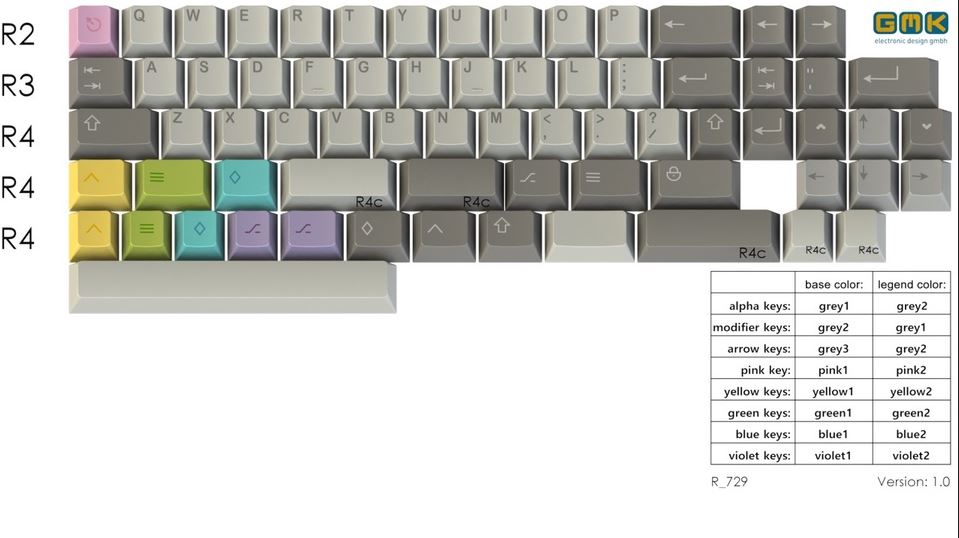 R2
Q W E R T Y U I O P ← ← →
GMK
electronic design gmbh
R3
⇤ ⇥ A S D F _ G H J _ K L : ; ↵ ⇤ ⇥ " ' ↵
R4
⇧ Z X C V B N M < , > . ? / ⇧ ↵ ^ ↑ ⌄
R4
^ ≡ ◇ R4c R4c ⌥ ≡ ← ↓ →
R4
^ ≡ ◇ ⌥ ⌥ ◇ ^ ⇧ R4c R4c R4c
base color: legend color:
alpha keys: grey1 grey2
modifier keys: grey2 grey1
arrow keys: grey3 grey2
pink key: pink1 pink2
yellow keys: yellow1 yellow2
green keys: green1 green2
blue keys: blue1 blue2
violet keys: violet1 violet2
R_729 Version: 1.0